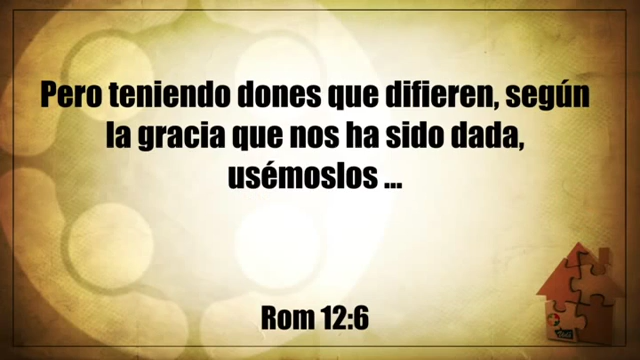 Pero teniendo dones que difieren, según
la gracia que nos ha sido dada,
usémoslos ...
Rom 12:6